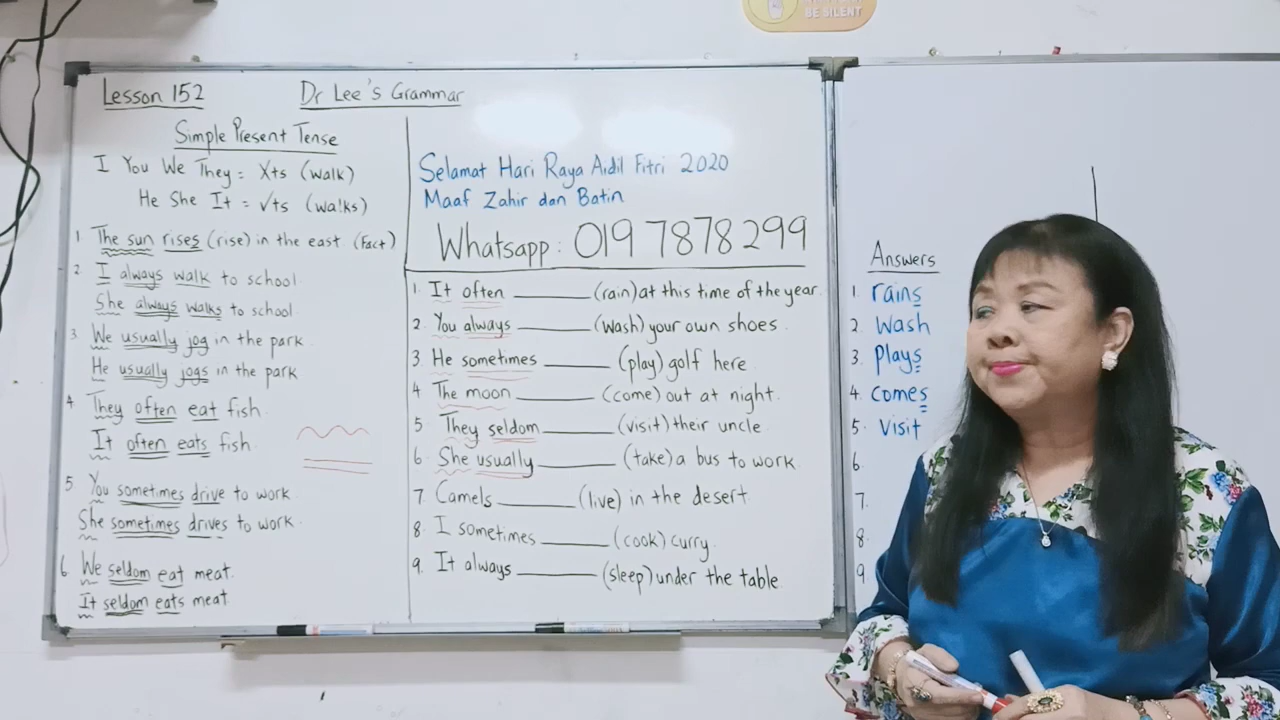 BE SILENT
Lesson 152
Dr Lee's Grammar
Simple Present Tense
I You We They = X+s (walk)
He She It = √+s (walks)
1 The sun rises (rise) in the east (Fact)
2 I always walk to school
She always walks to school
3 We usually jog in the park
He usually jogs in the park
4 They often eat fish
It often eats fish
5 You sometimes drive to work
She sometimes drives to work
6 We seldom eat meat.
It seldom eats meat
Selamat Hari Raya Aidil Fitri 2020
Maaf Zahir dan Batin
Whatsapp: 019 7878 299
1. It often ______ (rain) at this time of the year
2. You always ______ (wash) your own shoes
3 He sometimes ______ (play) golf here
4 The moon ______ (come) out at night.
5 They seldom ______ (visit) their uncle
6 She usually ______ (take) a bus to work
7 Camels ______ (live) in the desert
8. I sometimes ______ (cook) curry.
9. It always ______ (sleep) under the table
Answers
1. rains
2 wash
3. plays
4. comes
5. visit
6.
7.
8.
9